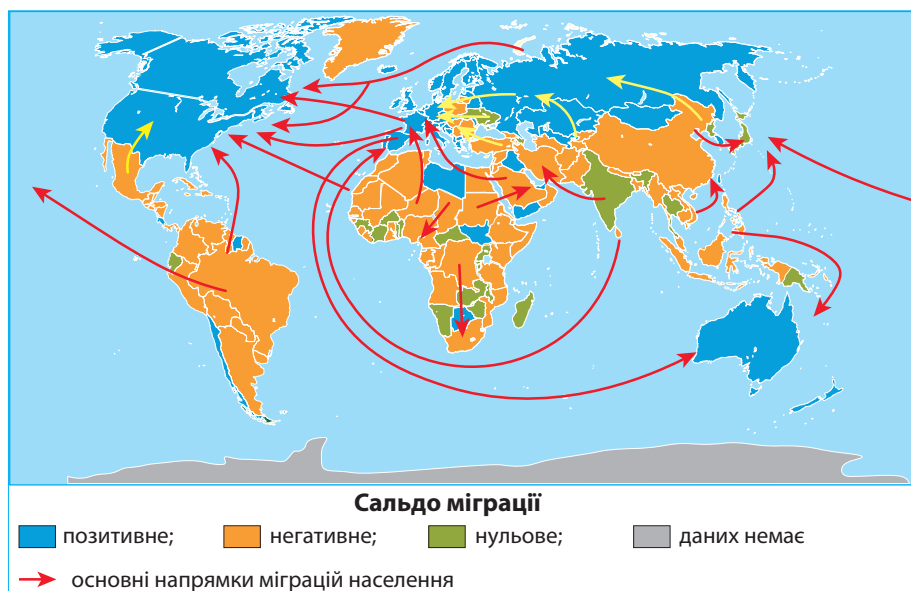 Сальдо міграції
позитивне; негативне; нульове; даних немає
основні напрямки міграцій населення